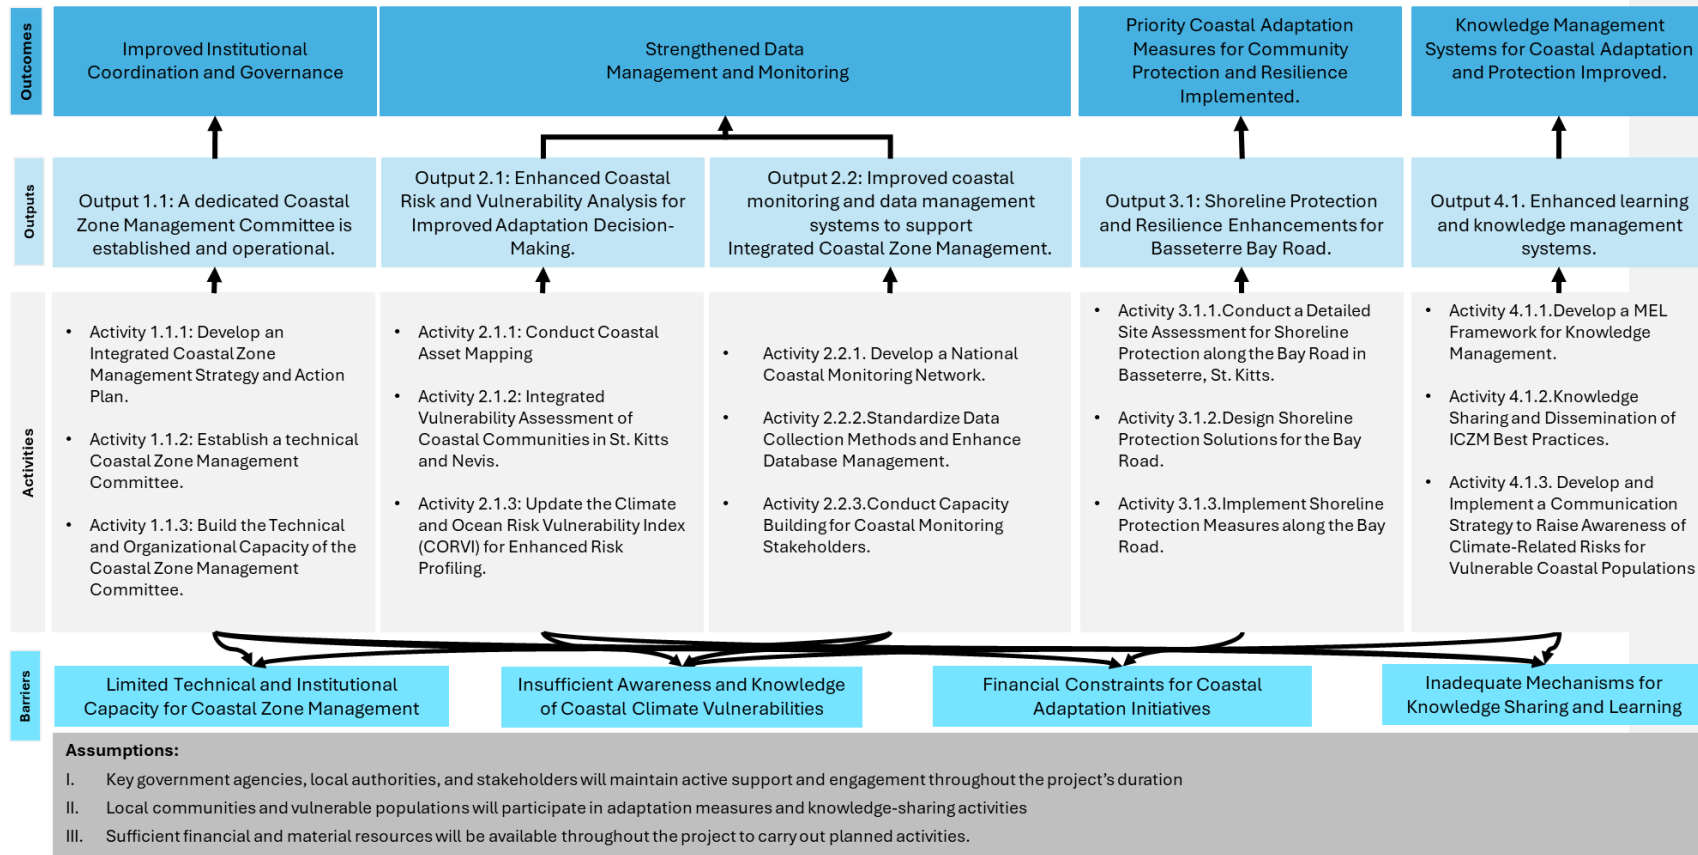 Outcomes
Improved Institutional
Coordination and Governance
Strengthened Data
Management and Monitoring
Priority Coastal Adaptation
Measures for Community
Protection and Resilience
Implemented.
Knowledge Management
Systems for Coastal Adaptation
and Protection Improved.
Outputs
Output 1.1: A dedicated Coastal
Zone Management Committee is
established and operational.
Output 2.1: Enhanced Coastal
Risk and Vulnerability Analysis for
Improved Adaptation Decision-
Making.
Output 2.2: Improved coastal
monitoring and data management
systems to support
Integrated Coastal Zone Management.
Output 3.1: Shoreline Protection
and Resilience Enhancements for
Basseterre Bay Road.
Output 4.1. Enhanced learning
and knowledge management
systems.
Activities
• Activity 1.1.1: Develop an
Integrated Coastal Zone
Management Strategy and Action
Plan.
• Activity 1.1.2: Establish a technical
Coastal Zone Management
Committee.
• Activity 1.1.3: Build the Technical
and Organizational Capacity of the
Coastal Zone Management
Committee.
• Activity 2.1.1: Conduct Coastal
Asset Mapping
• Activity 2.1.2: Integrated
Vulnerability Assessment of
Coastal Communities in St. Kitts
and Nevis.
• Activity 2.1.3: Update the Climate
and Ocean Risk Vulnerability Index
(CORVI) for Enhanced Risk
Profiling.
• Activity 2.2.1. Develop a National
Coastal Monitoring Network.
• Activity 2.2.2.Standardize Data
Collection Methods and Enhance
Database Management.
• Activity 2.2.3.Conduct Capacity
Building for Coastal Monitoring
Stakeholders.
• Activity 3.1.1.Conduct a Detailed
Site Assessment for Shoreline
Protection along the Bay Road in
Basseterre, St. Kitts.
• Activity 3.1.2.Design Shoreline
Protection Solutions for the Bay
Road.
• Activity 3.1.3.Implement Shoreline
Protection Measures along the Bay
Road.
• Activity 4.1.1.Develop a MEL
Framework for Knowledge
Management.
• Activity 4.1.2.Knowledge
Sharing and Dissemination of
ICZM Best Practices.
• Activity 4.1.3. Develop and
Implement a Communication
Strategy to Raise Awareness of
Climate-Related Risks for
Vulnerable Coastal Populations
Barriers
Limited Technical and Institutional
Capacity for Coastal Zone Management
Insufficient Awareness and Knowledge
of Coastal Climate Vulnerabilities
Financial Constraints for Coastal
Adaptation Initiatives
Inadequate Mechanisms for
Knowledge Sharing and Learning
Assumptions:
I. Key government agencies, local authorities, and stakeholders will maintain active support and engagement throughout the project's duration
II. Local communities and vulnerable populations will participate in adaptation measures and knowledge-sharing activities
III. Sufficient financial and material resources will be available throughout the project to carry out planned activities.